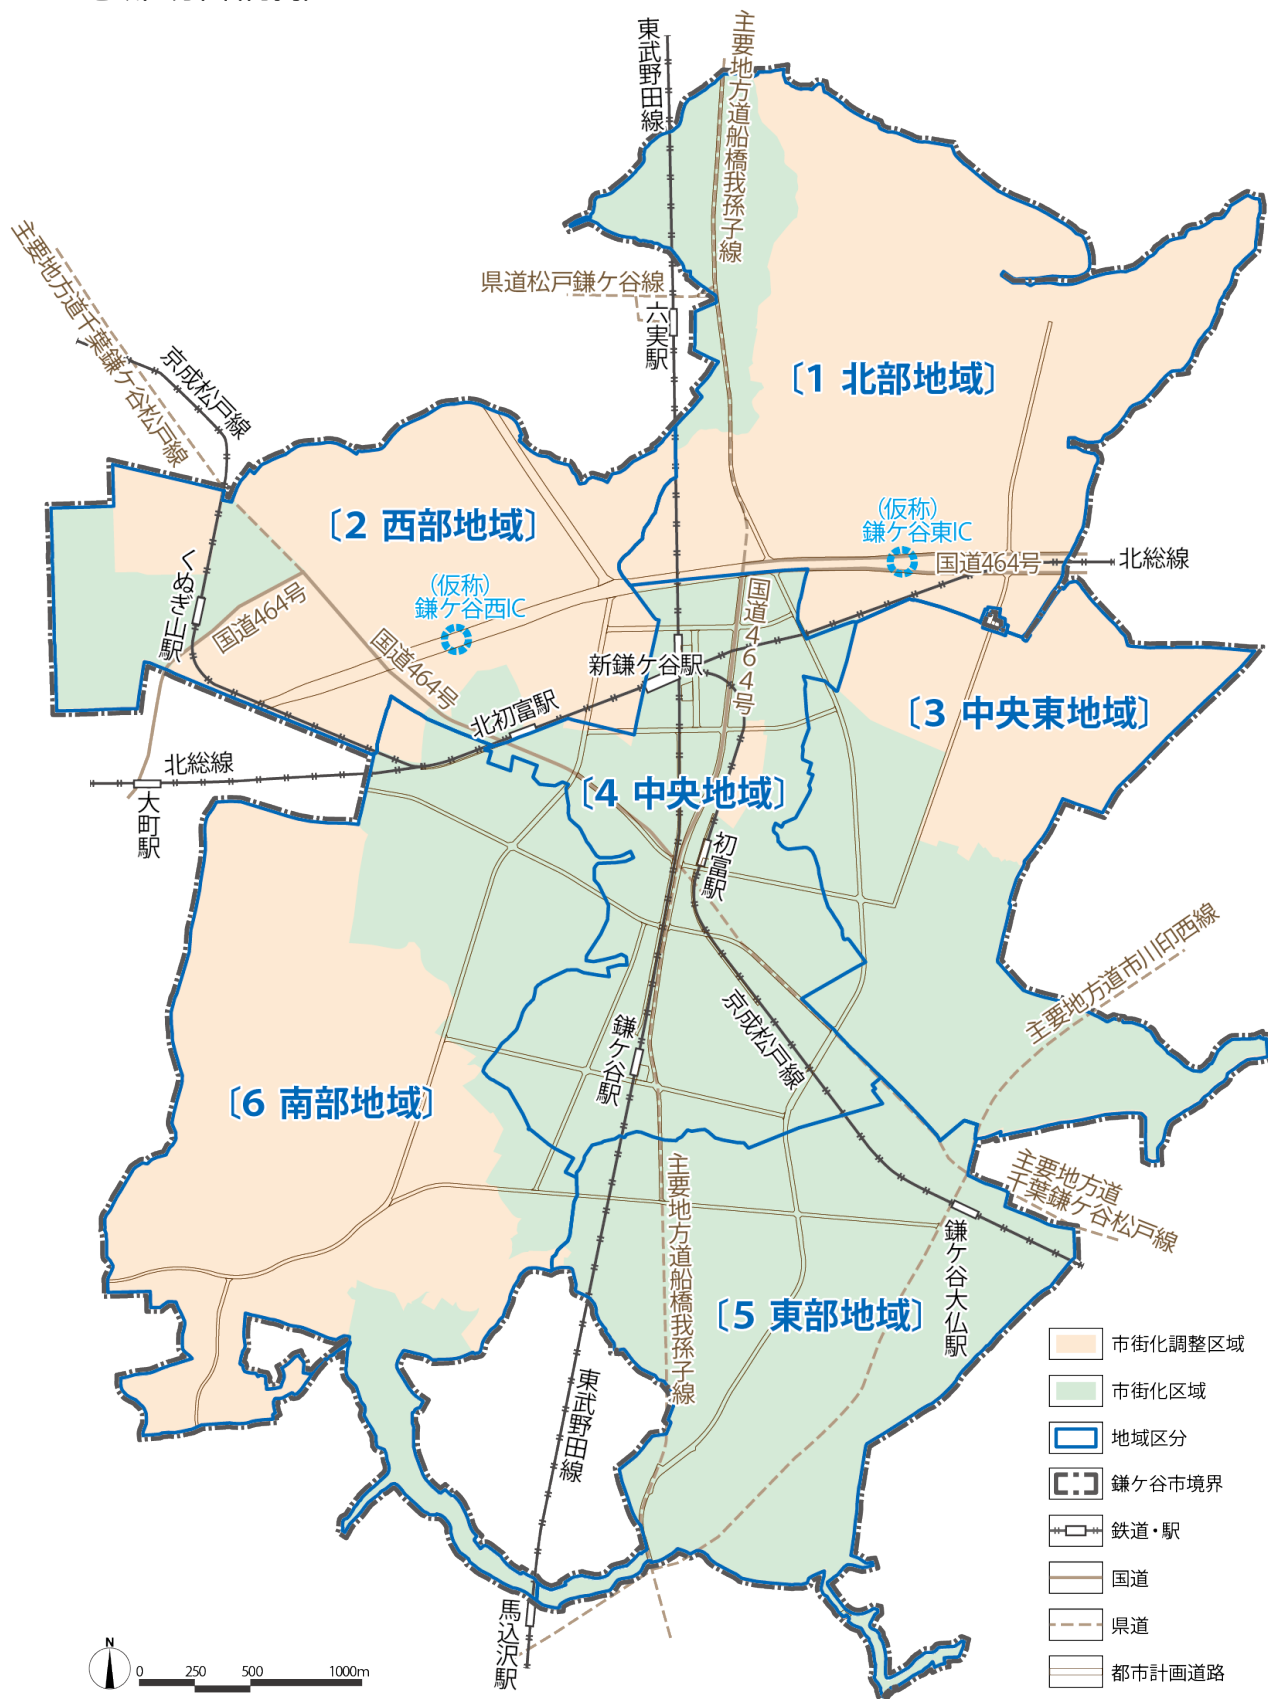 東武野田線
主要地方道船橋我孫子線
主要地方道千葉鎌ケ谷松戸線
京成松戸線
県道松戸鎌ケ谷線
六実駅
〔1 北部地域〕
〔2 西部地域〕
(仮称)
鎌ケ谷東IC
国道464号
北総線
くぬぎ山駅
国道464号
(仮称)
鎌ケ谷西IC
国道464号
国道464号
新鎌ケ谷駅
北初富駅
〔3 中央東地域〕
北総線
大町駅
〔4 中央地域〕
初富駅
主要地方道市川印西線
京成松戸線
鎌ケ谷駅
〔6 南部地域〕
主要地方道
千葉鎌ケ谷松戸線
主要地方道船橋我孫子線
鎌ケ谷大仏駅
〔5 東部地域〕
東武野田線
馬込沢駅
市街化調整区域
市街化区域
地域区分
鎌ケ谷市境界
鉄道・駅
国道
県道
都市計画道路
N
0 250 500 1000m